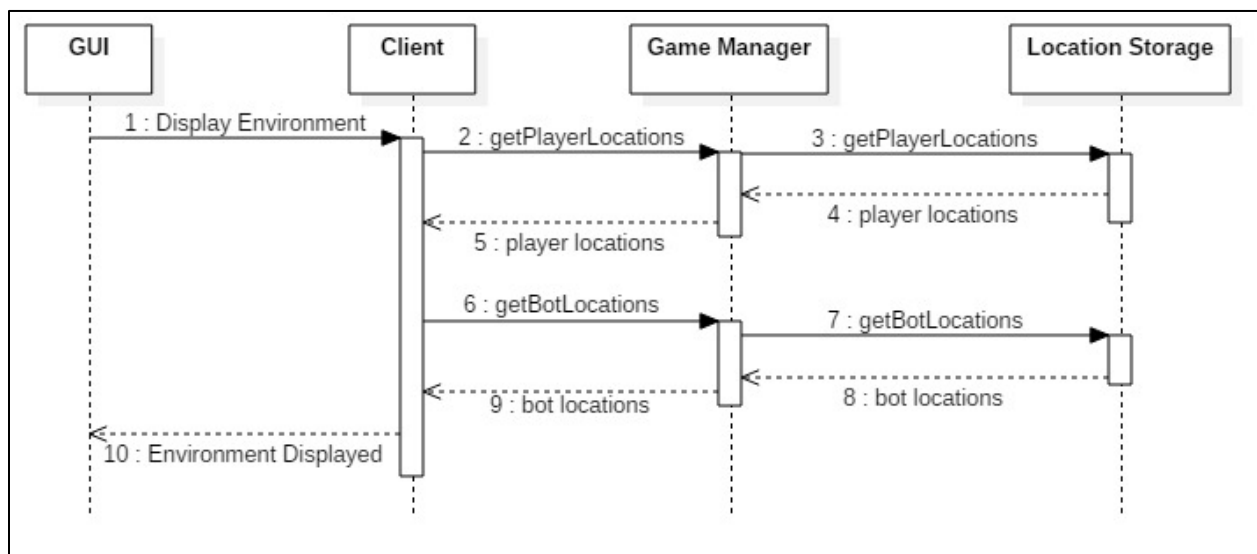 GUI
Client
Game Manager
Location Storage
1 : Display Environment
2 : getPlayerLocations
3 : getPlayerLocations
4 : player locations
5 : player locations
6 : getBotLocations
7 : getBotLocations
8 : bot locations
9 : bot locations
10 : Environment Displayed